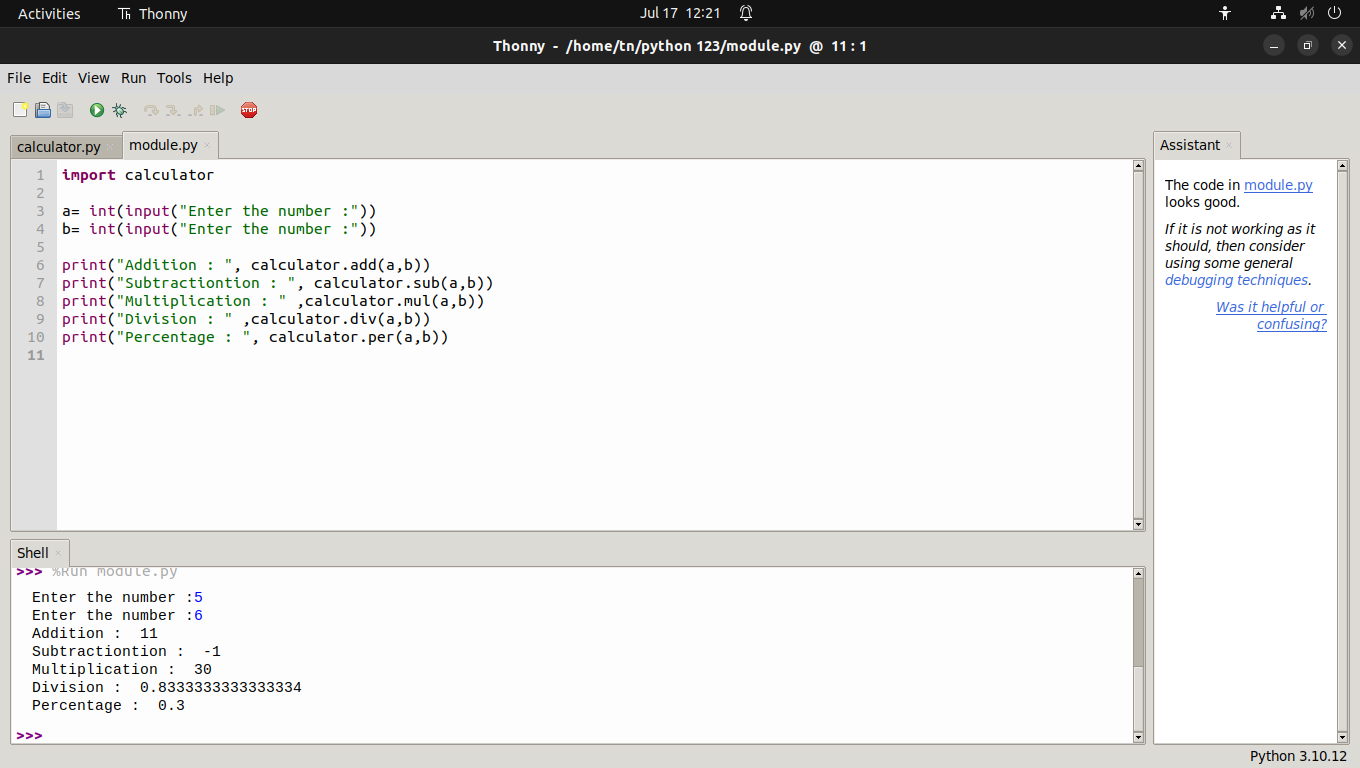 Activities Thonny Jul 17 12:21
Thonny - /home/tn/python 123/module.py @ 11 : 1
File Edit View Run Tools Help
STOP
calculator.py module.py
1 import calculator
2
3 a= int(input("Enter the number :"))
4 b= int(input("Enter the number :"))
5
6 print("Addition : ", calculator.add(a,b))
7 print("Subtractiontion : ", calculator.sub(a,b))
8 print("Multiplication : " ,calculator.mul(a,b))
9 print("Division : " ,calculator.div(a,b))
10 print("Percentage : ", calculator.per(a,b))
11
Assistant
The code in module.py
looks good.
If it is not working as it
should, then consider
using some general
debugging techniques.
Was it helpful or
confusing?
Shell
>>> %Run module.py
Enter the number :5
Enter the number :6
Addition :  11
Subtractiontion :  -1
Multiplication :  30
Division :  0.8333333333333334
Percentage :  0.3
>>>
Python 3.10.12